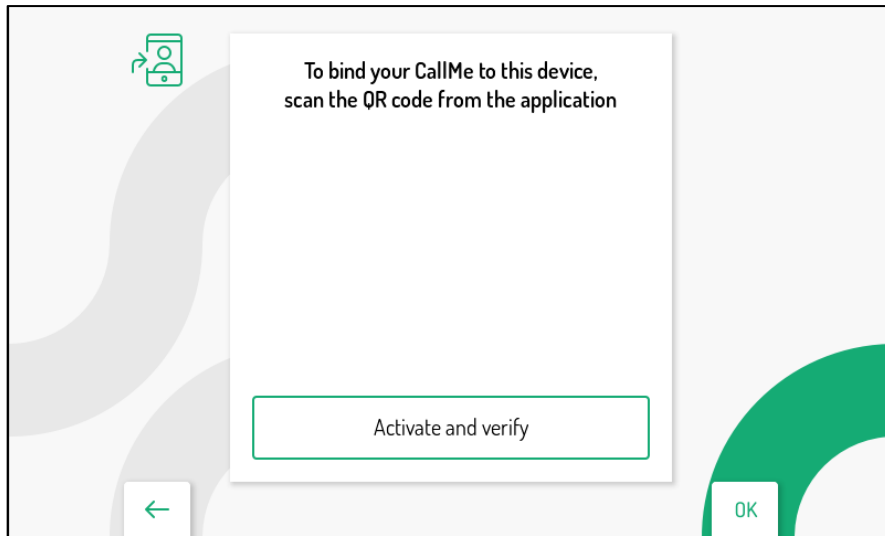 To bind your CallMe to this device,
scan the QR code from the application
Activate and verify
OK